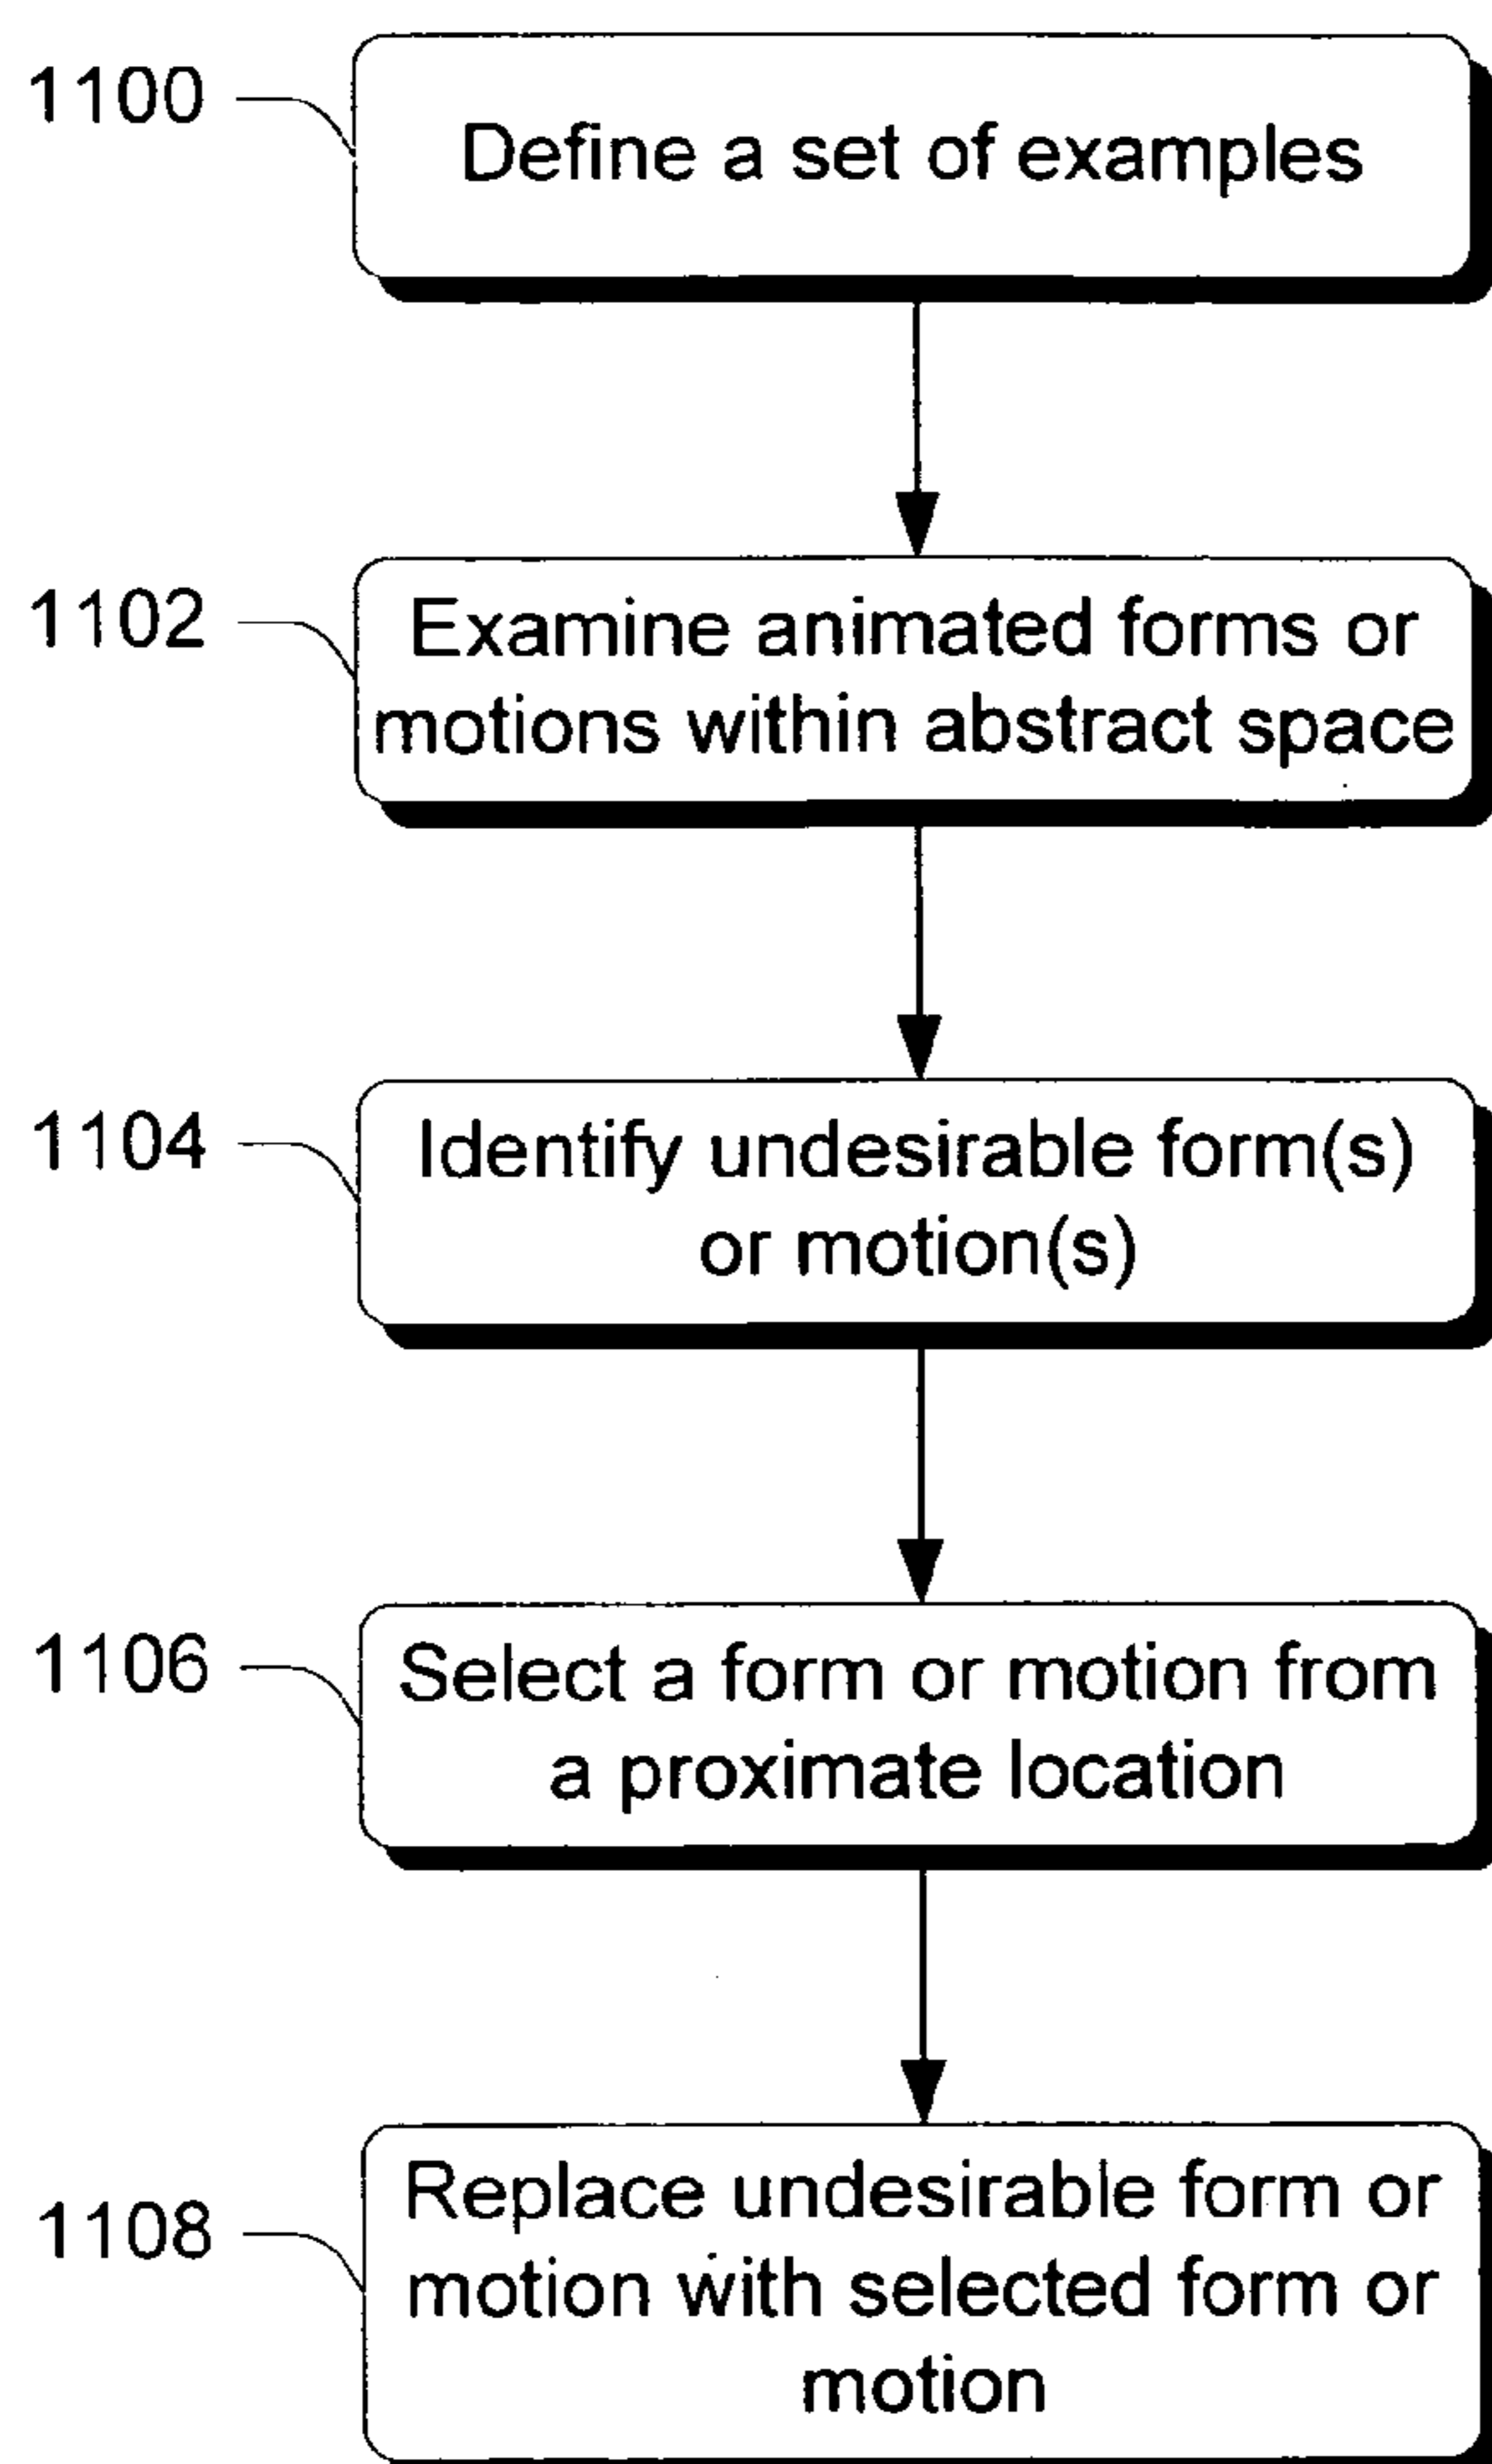 1100
Define a set of examples
1102
Examine animated forms or
motions within abstract space
1104
Identify undesirable form(s)
or motion(s)
1106
Select a form or motion from
a proximate location
1108
Replace undesirable form or
motion with selected form or
motion